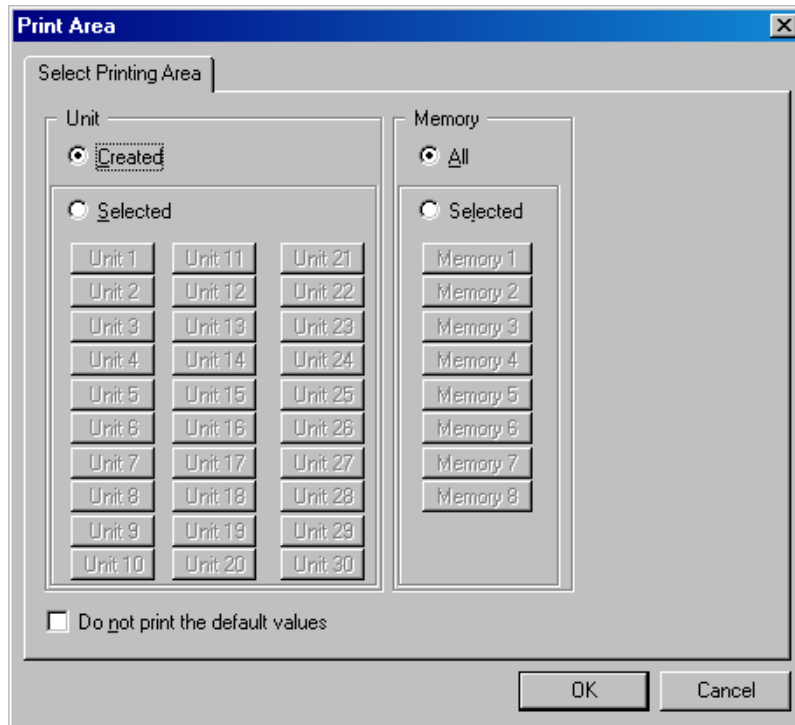 Print Area
Select Printing Area
Unit
Created
Selected
Unit 1 Unit 11 Unit 21
Unit 2 Unit 12 Unit 22
Unit 3 Unit 13 Unit 23
Unit 4 Unit 14 Unit 24
Unit 5 Unit 15 Unit 25
Unit 6 Unit 16 Unit 26
Unit 7 Unit 17 Unit 27
Unit 8 Unit 18 Unit 28
Unit 9 Unit 19 Unit 29
Unit 10 Unit 20 Unit 30
Memory
All
Selected
Memory 1
Memory 2
Memory 3
Memory 4
Memory 5
Memory 6
Memory 7
Memory 8
Do not print the default values
OK Cancel